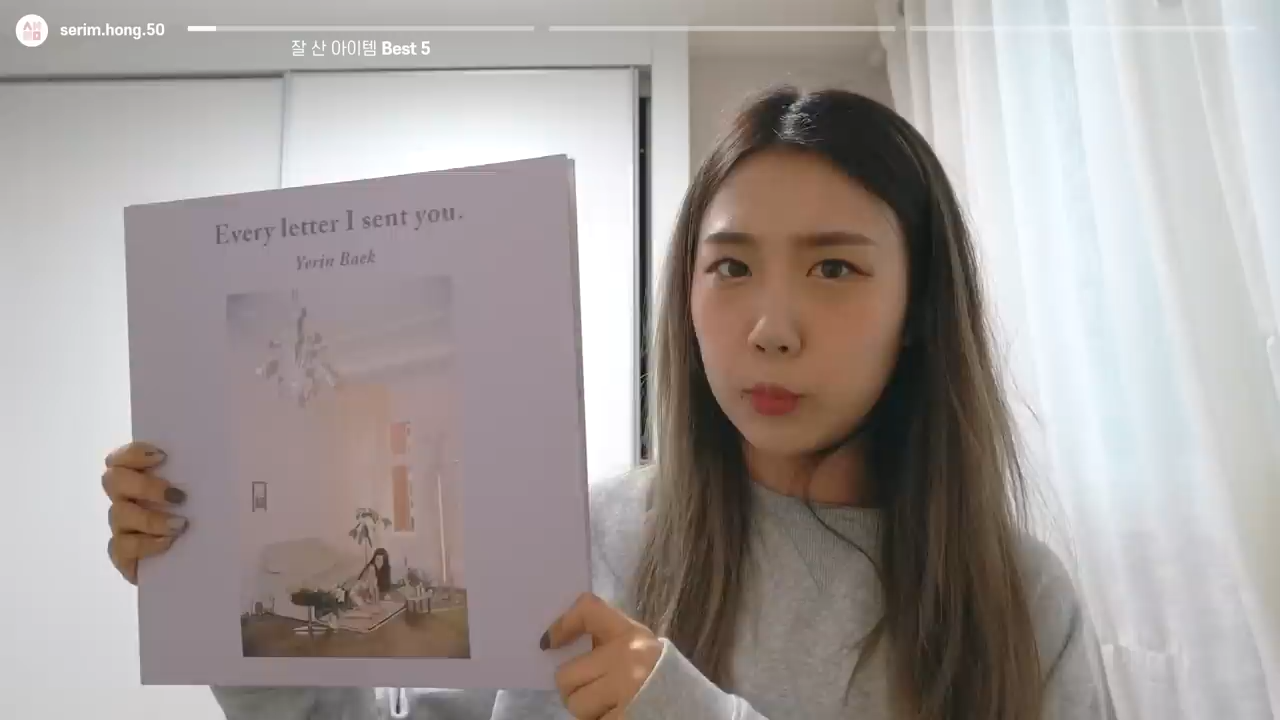 serim.hong.50
잘 산 아이템 Best 5
Every letter I sent you.
Yerin Baek